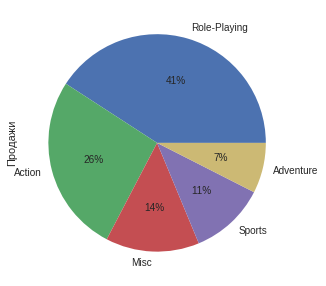 Role-Playing
41%
Продажи
Action
26%
7%
Adventure
11%
14%
Sports
Misc